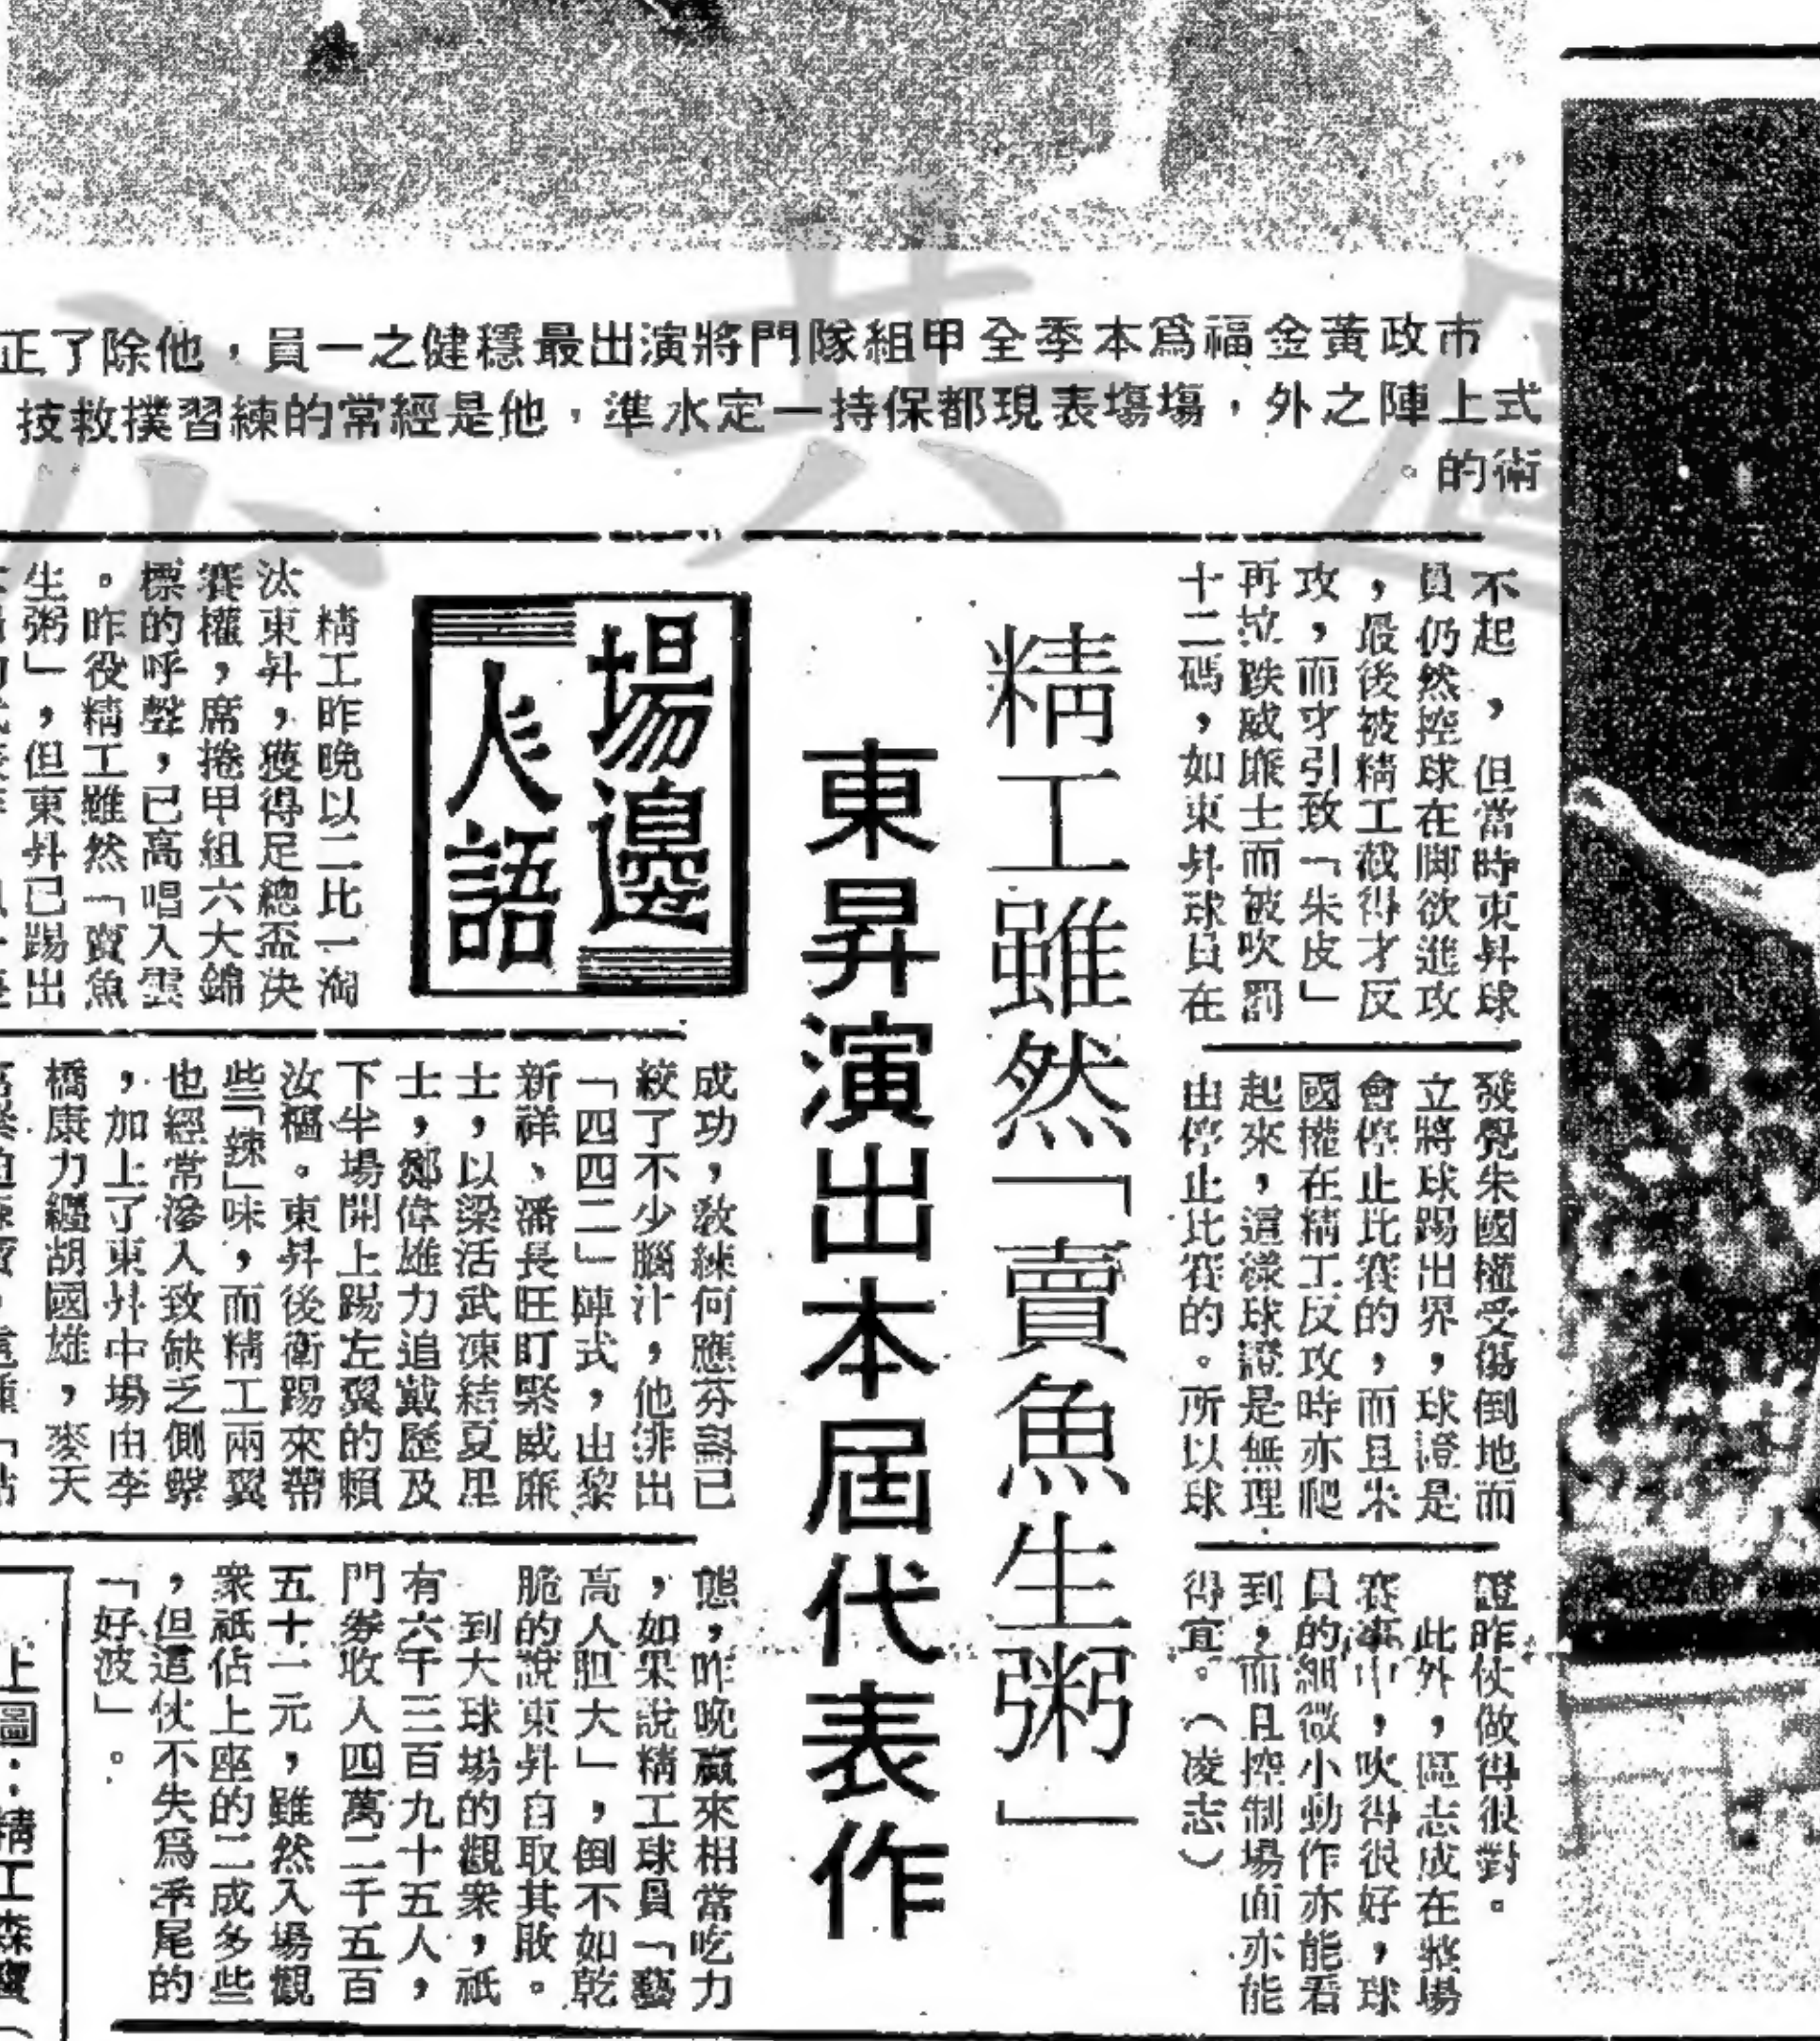 市政黃金福爲本季全甲組隊門將演出最穩健之一員，他除了正
式上陣之外，塲塲表現都保持一定水準，他是經常的練習撲救技
術的。
不起，但當時東昇球
員仍然控球在脚欲進攻
，最後被精工截得才反
攻，而才引致「朱皮」
再拉跌威廉士而被吹罰
十二碼，如東昇球員在
發覺朱國權受傷倒地而
立將球踢出界，球證是
會停止比賽的，而且朱
國權在精工反攻時亦爬
起來，這樣球證是無理
由停止比賽的。所以球
證昨仗做得很對。
此外，區志成在整場
賽事中，吹得很好，球
員的細微小動作亦能看
到，而且控制場面亦能
得宜。（凌志）
精工雖然「賣魚生粥」
東昇演出本屆代表作
場邊
人語
精工昨晚以二比一淘
汰東昇，獲得足總盃決
賽權，席捲甲組六大錦
標的呼聲，已高唱入雲
。昨役精工雖然「賣魚
生粥」，但東昇已踢出
成功，敎練何應芬話已
絞了不少腦汁，他排出
「四四二」陣式，由黎
新祥、潘長旺盯緊威廉
士，以梁活武凍結夏里
士，鄭偉雄力追戴歷及
下半場開上踢左翼的賴
汝樞。東昇後衛踢來帶
些「辣」味，而精工兩翼
也經常滲入致缺乏側擊
，加上了東昇中場由李
橋康力纏胡國雄，麥天
態，昨晚贏來相當吃力
，如果說精工球員「藝
高人胆大」，倒不如乾
脆的說東昇自取其敗。
到大球場的觀衆，祇
有六千三百九十五人，
門券收入四萬二千五百
五十一元，雖然入場觀
衆祇佔上座的二成多些
，但這仗不失爲季尾的
「好波」。
上圖：精工森寶
公共圖